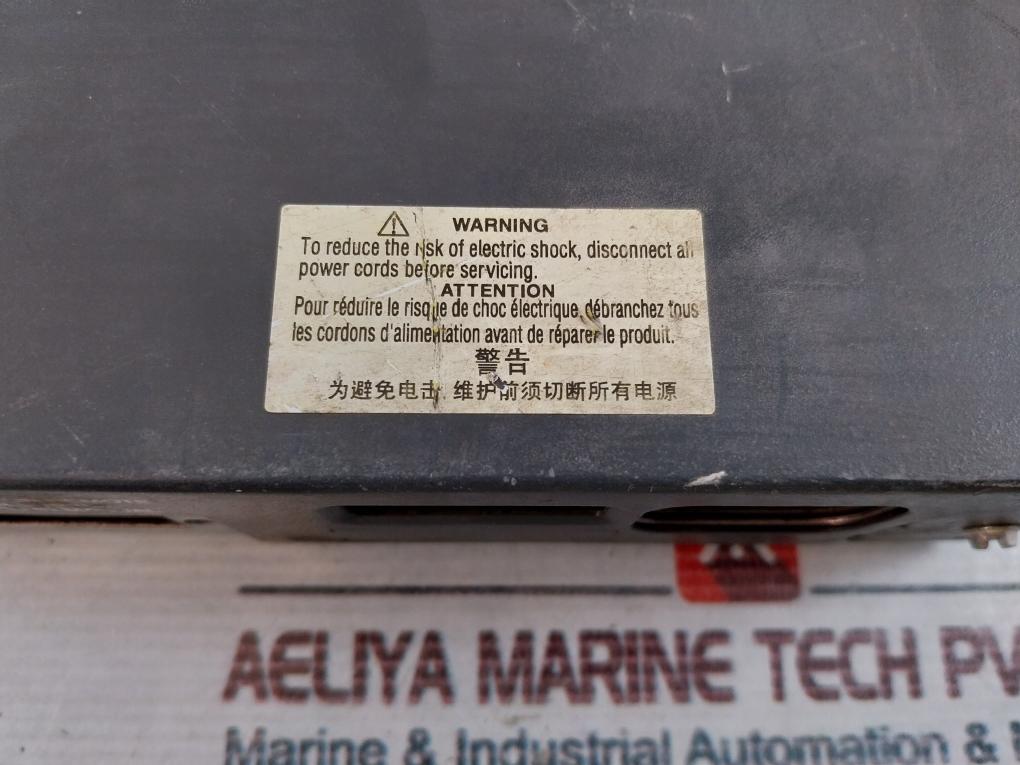 WARNING
To reduce the risk of electric shock, disconnect all
power cords before servicing.
ATTENTION
Pour réduire le risque de choc électrique, débranchez tous
les cordons d'alimentation avant de réparer le produit.
警告
为避免电击, 维护前须切断所有电源
AELIYA MARINE TECH PV
Marine & Industrial Automation &